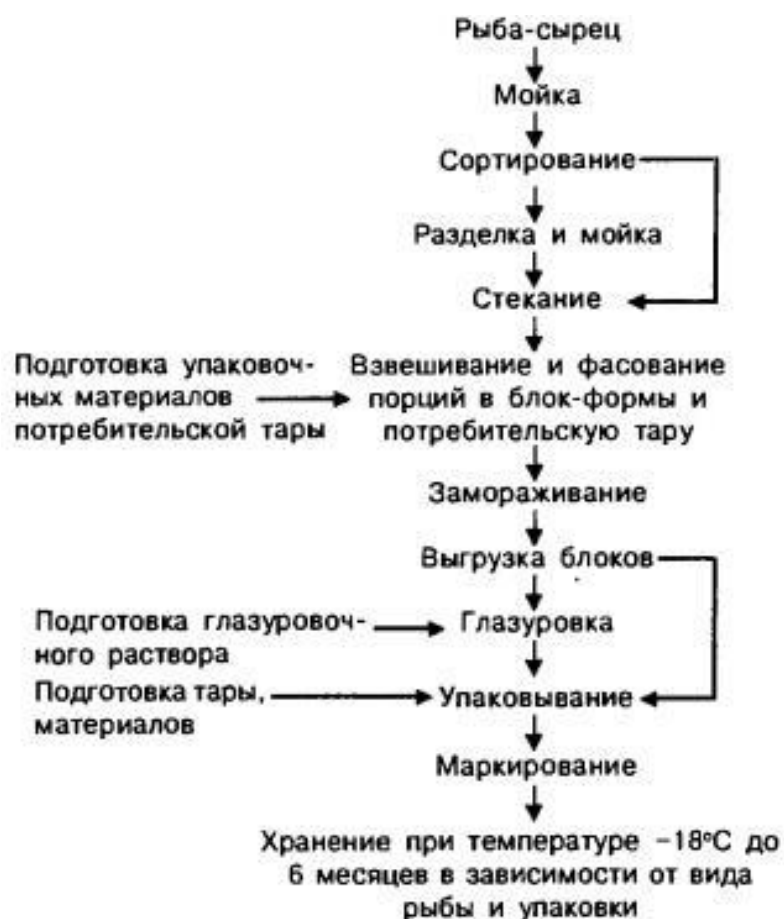 Рыба-сырец
Мойка
Сортирование
Разделка и мойка
Стекание
Подготовка упаковоч-
ных материалов
потребительской тары
Взвешивание и фасование
порций в блок-формы и
потребительскую тару
Замораживание
Выгрузка блоков
Подготовка глазуровоч-
ного раствора
Глазуровка
Подготовка тары,
материалов
Упаковывание
Маркирование
Хранение при температуре −18°С до
6 месяцев в зависимости от вида
рыбы и упаковки